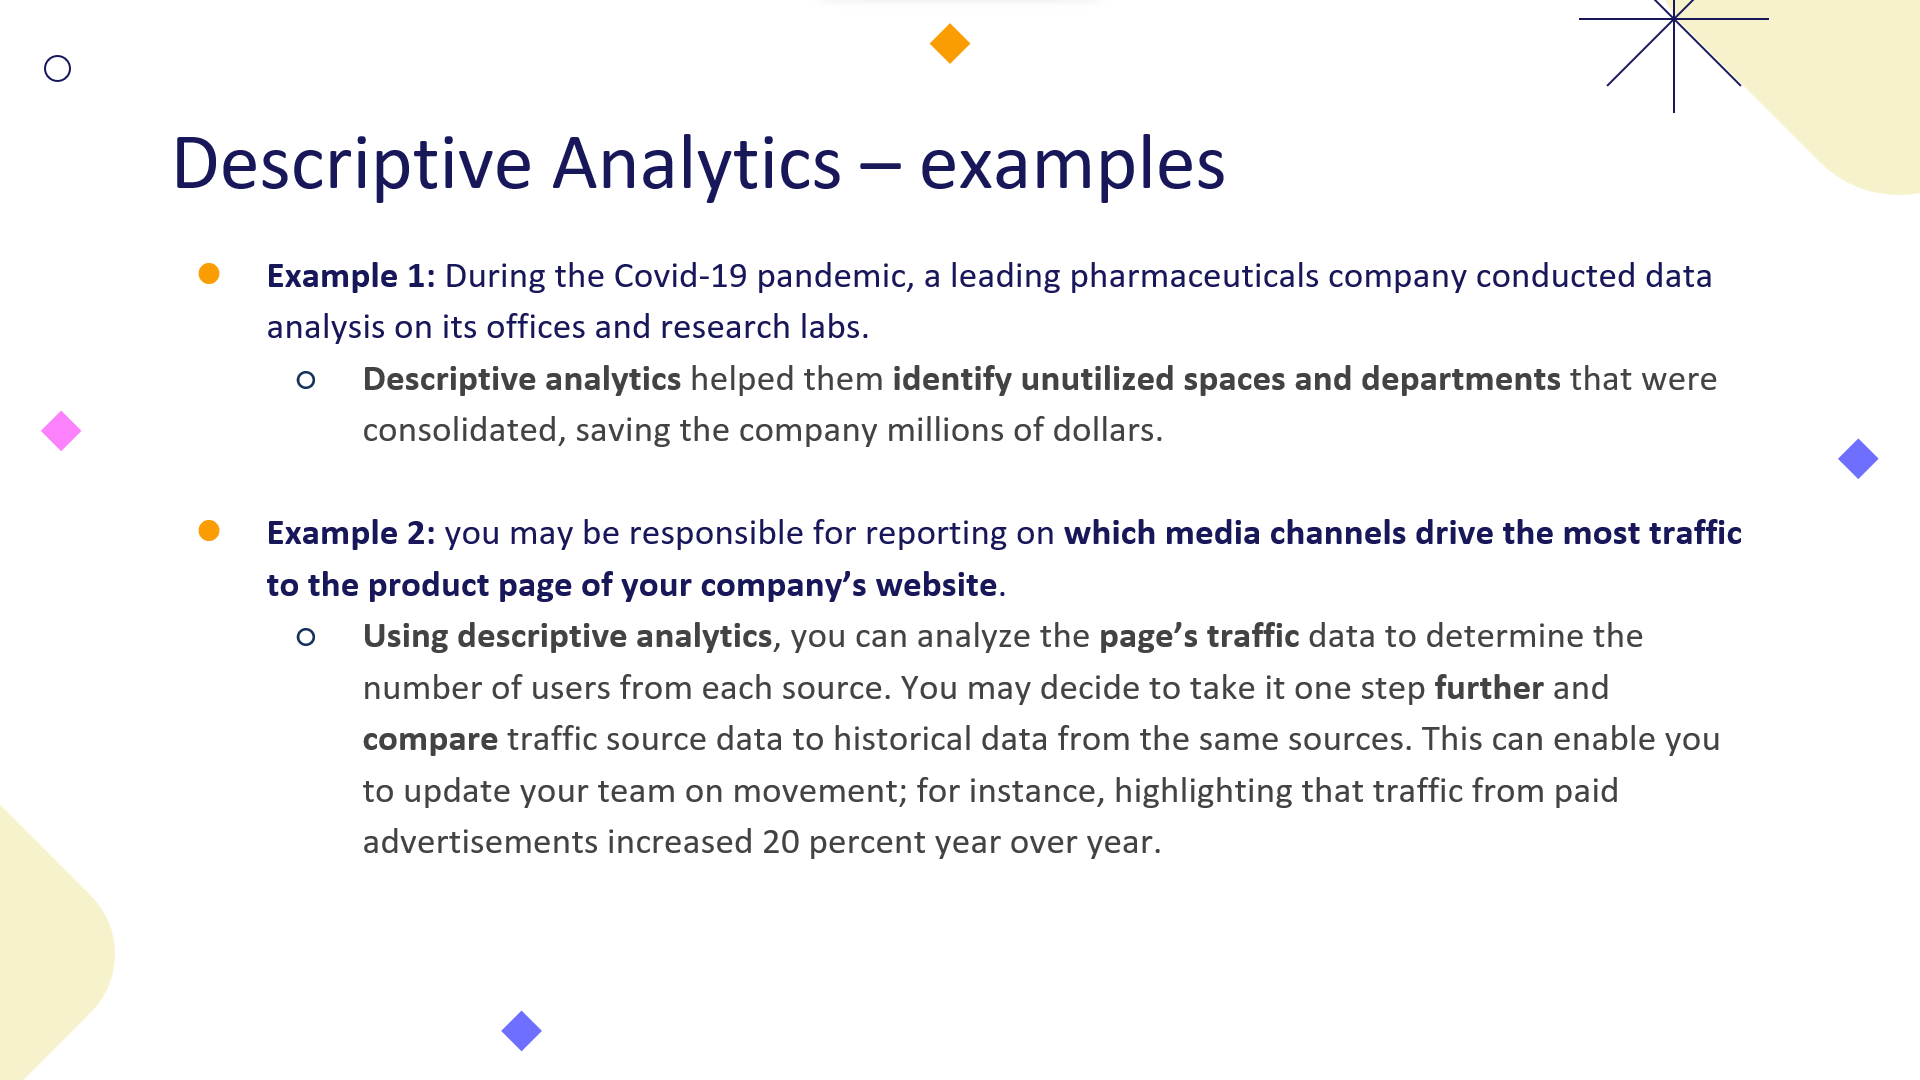 Descriptive Analytics – examples
Example 1: During the Covid-19 pandemic, a leading pharmaceuticals company conducted data
analysis on its offices and research labs.
Descriptive analytics helped them identify unutilized spaces and departments that were
consolidated, saving the company millions of dollars.
Example 2: you may be responsible for reporting on which media channels drive the most traffic
to the product page of your company’s website.
Using descriptive analytics, you can analyze the page’s traffic data to determine the
number of users from each source. You may decide to take it one step further and
compare traffic source data to historical data from the same sources. This can enable you
to update your team on movement; for instance, highlighting that traffic from paid
advertisements increased 20 percent year over year.